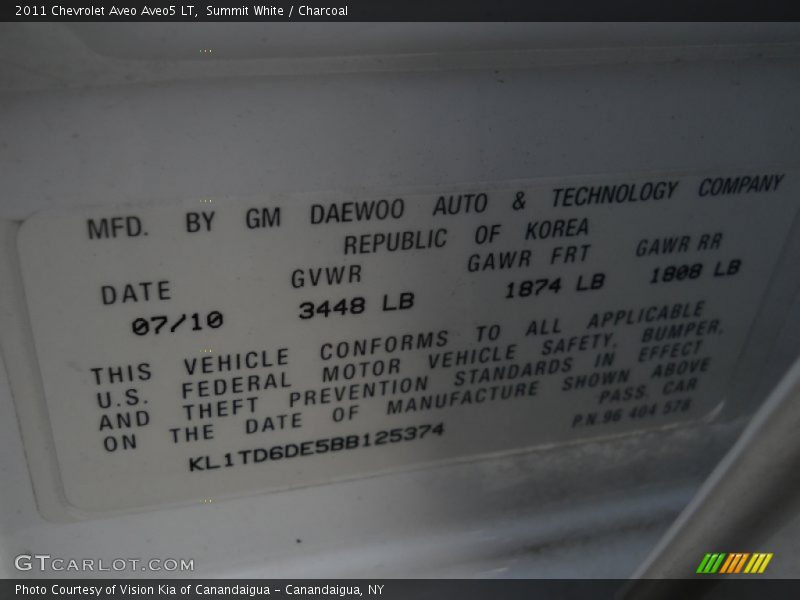 2011 Chevrolet Aveo Aveo5 LT,  Summit White / Charcoal
MFD. BY GM DAEWOO AUTO & TECHNOLOGY COMPANY
REPUBLIC OF KOREA
DATE GVWR GAWR FRT GAWR RR
07/10 3448 LB 1874 LB 1808 LB
THIS VEHICLE CONFORMS TO ALL APPLICABLE
U.S. FEDERAL MOTOR VEHICLE SAFETY, BUMPER,
AND THEFT PREVENTION STANDARDS IN EFFECT
ON THE DATE OF MANUFACTURE SHOWN ABOVE
PASS. CAR
KL1TD6DE5BB125374 P.N.96 404 578
GTCARLOT.COM
Photo Courtesy of Vision Kia of Canandaigua – Canandaigua, NY